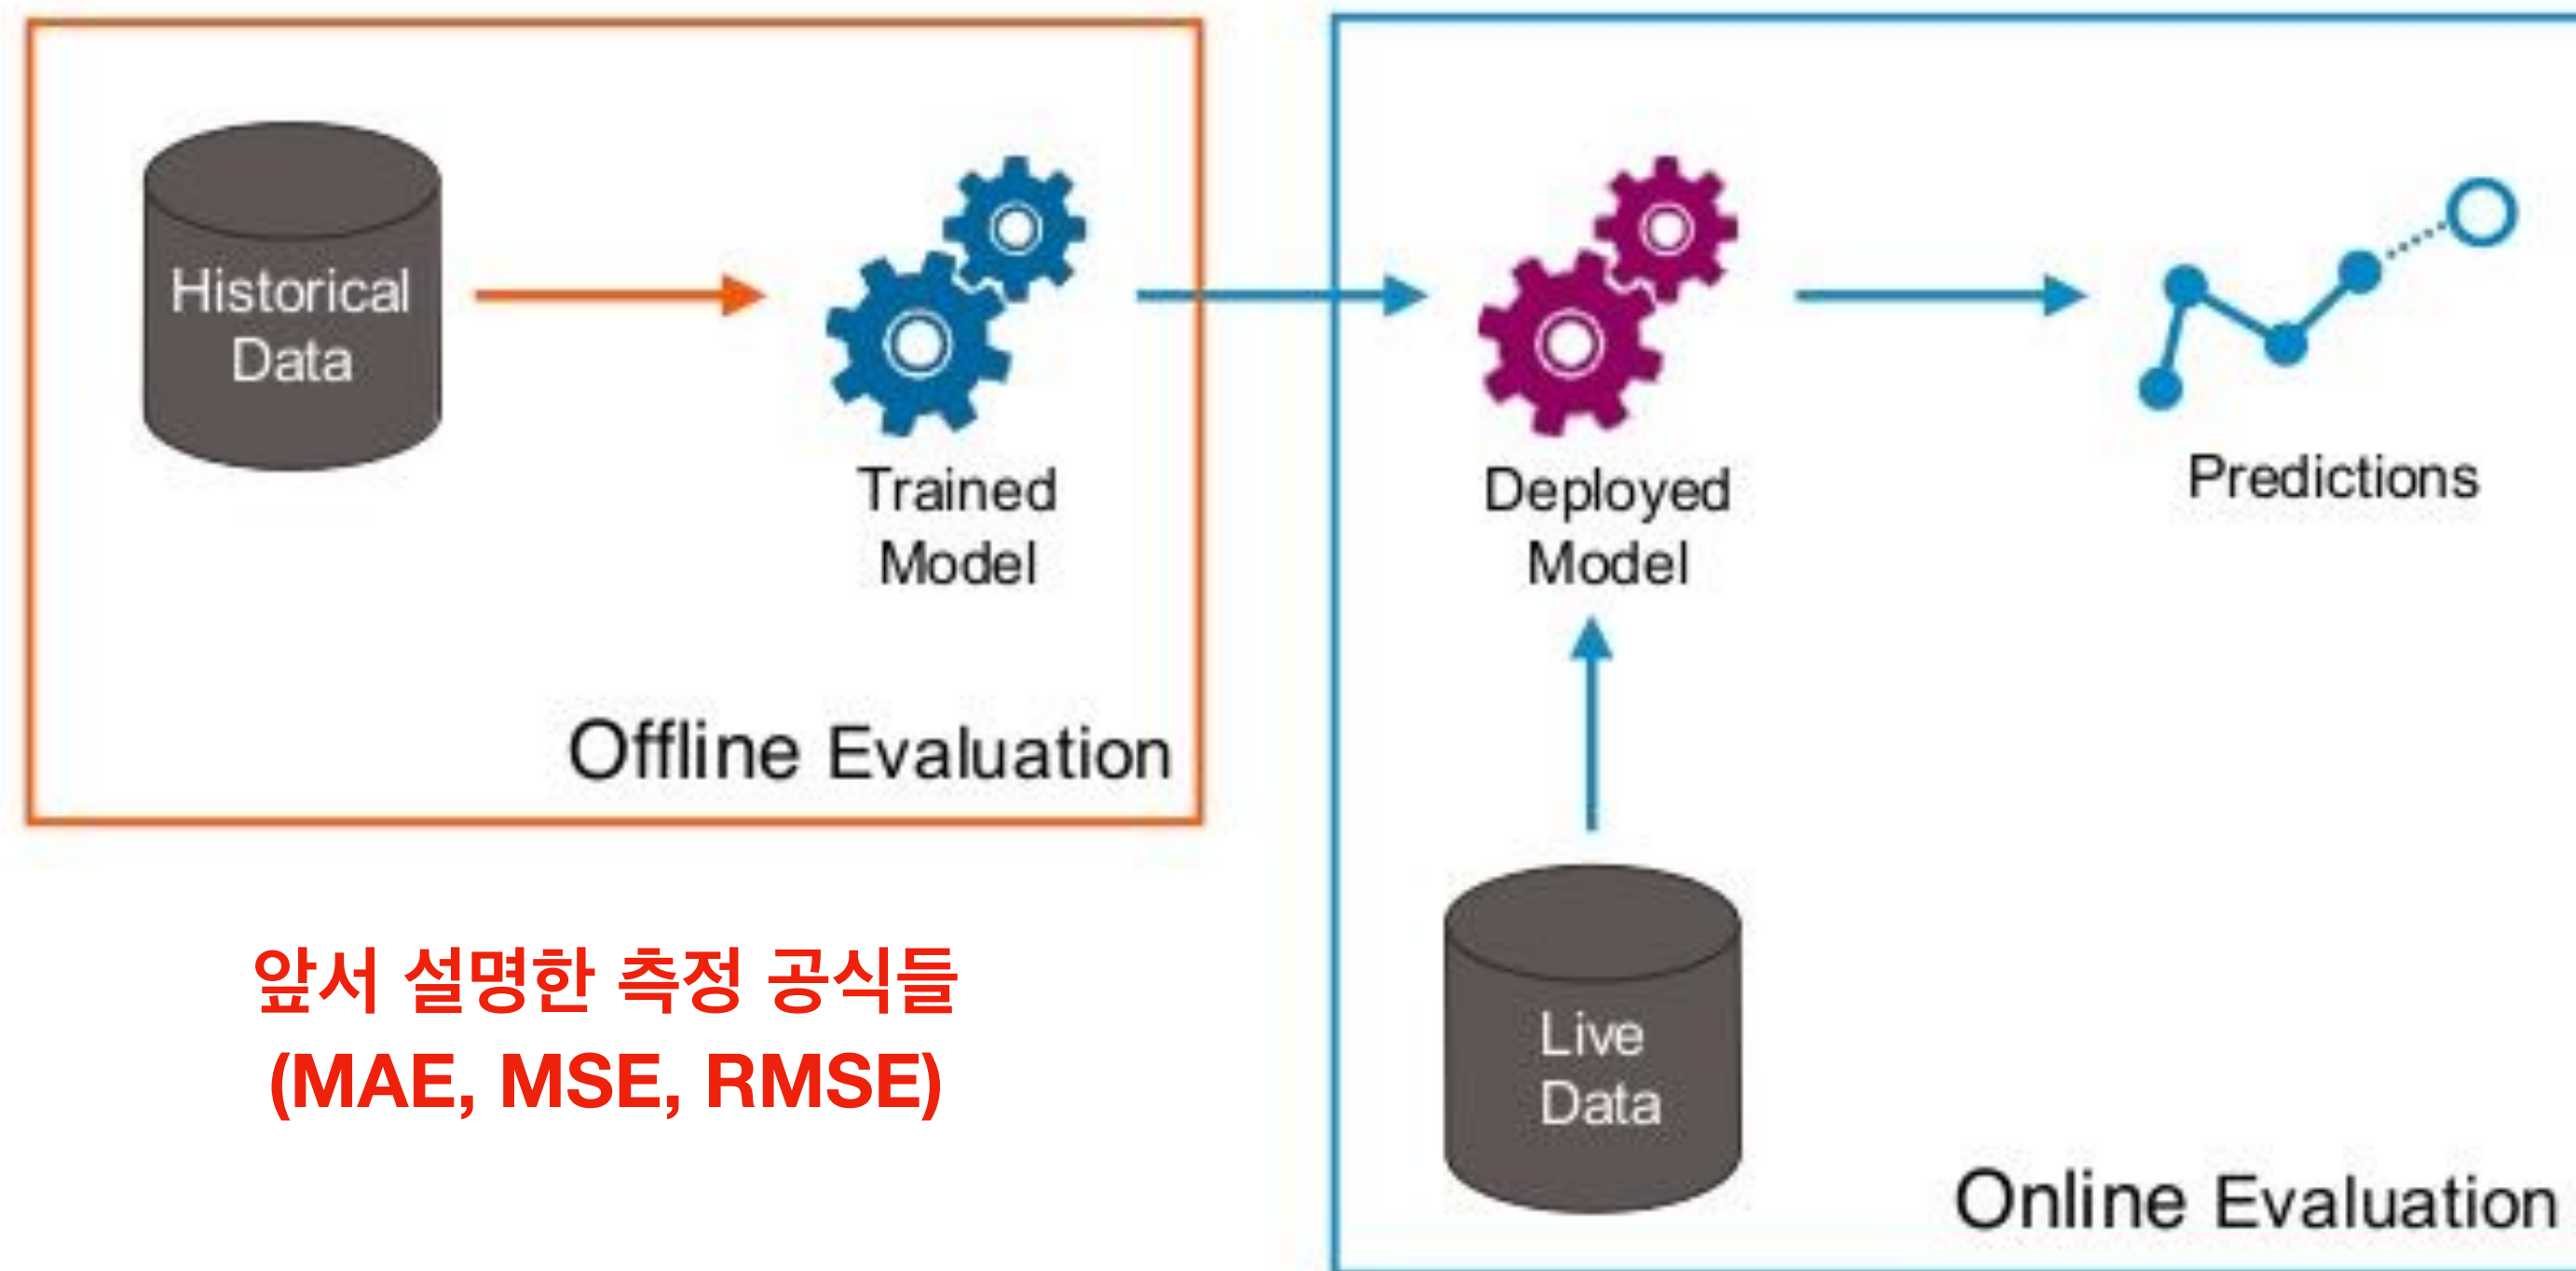 Historical
Data
Trained
Model
Offline Evaluation
앞서 설명한 측정 공식들
(MAE, MSE, RMSE)
Deployed
Model
Predictions
Live
Data
Online Evaluation